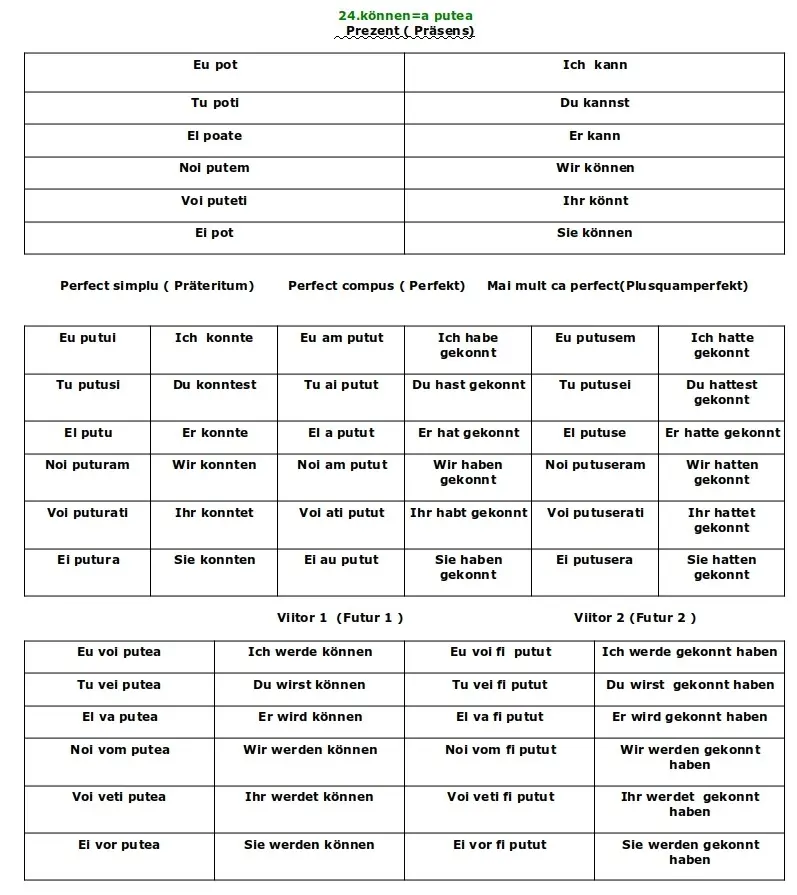 24.können=a putea
Prezent ( Präsens)
Eu pot Ich kann
Tu poti Du kannst
El poate Er kann
Noi putem Wir können
Voi puteti Ihr könnt
Ei pot Sie können
Perfect simplu ( Präteritum) Perfect compus ( Perfekt) Mai mult ca perfect(Plusquamperfekt)
Eu putui Ich konnte Eu am putut Ich habe Eu putusem Ich hatte
gekonnt gekonnt
Tu putusi Du konntest Tu ai putut Du hast gekonnt Tu putusei Du hattest
gekonnt
El putu Er konnte El a putut Er hat gekonnt El putuse Er hatte gekonnt
Noi puturam Wir konnten Noi am putut Wir haben Noi putuseram Wir hatten
gekonnt gekonnt
Voi puturati Ihr konntet Voi ati putut Ihr habt gekonnt Voi putuserati Ihr hattet
gekonnt
Ei putura Sie konnten Ei au putut Sie haben Ei putusera Sie hatten
gekonnt gekonnt
Viitor 1 (Futur 1 ) Viitor 2 (Futur 2 )
Eu voi putea Ich werde können Eu voi fi putut Ich werde gekonnt haben
Tu vei putea Du wirst können Tu vei fi putut Du wirst gekonnt haben
El va putea Er wird können El va fi putut Er wird gekonnt haben
Noi vom putea Wir werden können Noi vom fi putut Wir werden gekonnt
haben
Voi veti putea Ihr werdet können Voi veti fi putut Ihr werdet gekonnt
haben
Ei vor putea Sie werden können Ei vor fi putut Sie werden gekonnt
haben